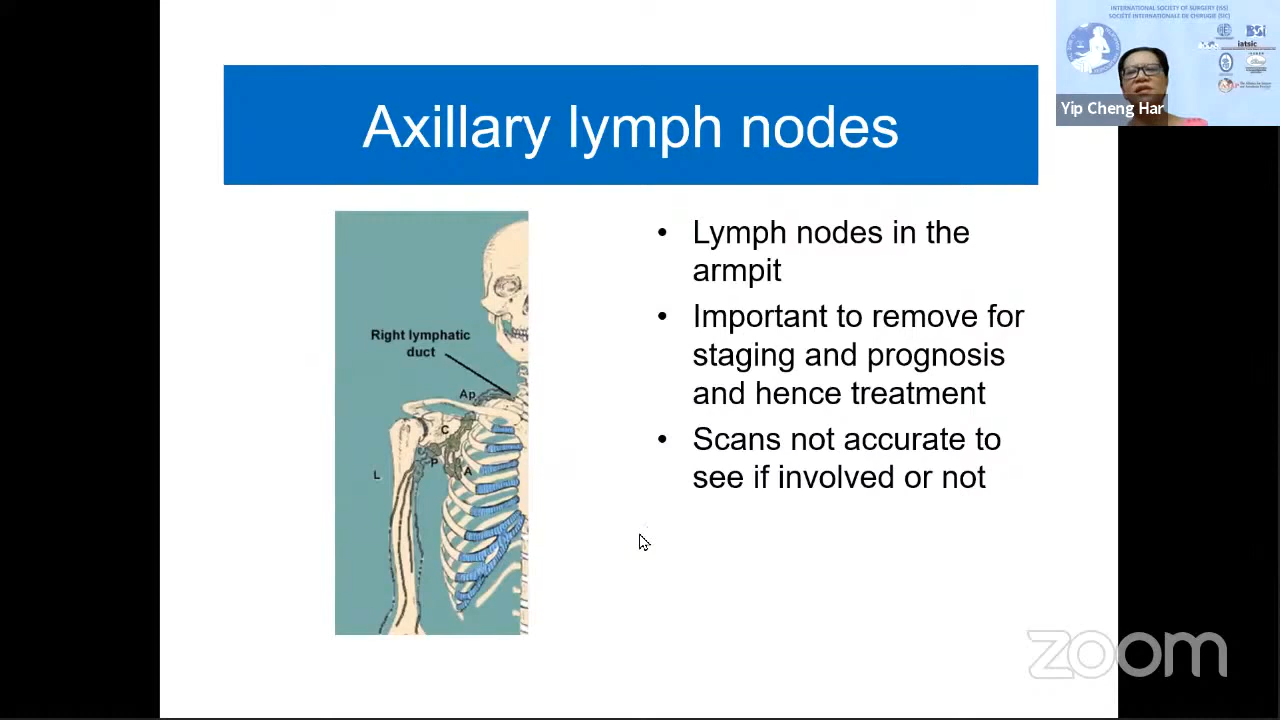 INTERNATIONAL SOCIETY OF SURGERY (ISS)
SOCIÉTÉ INTERNATIONALE DE CHIRURGIE (SIC)
iatsic
Yip Cheng Har
Axillary lymph nodes
Right lymphatic
duct
Ap
C
P
A
L
• Lymph nodes in the
armpit
• Important to remove for
staging and prognosis
and hence treatment
• Scans not accurate to
see if involved or not
zoom